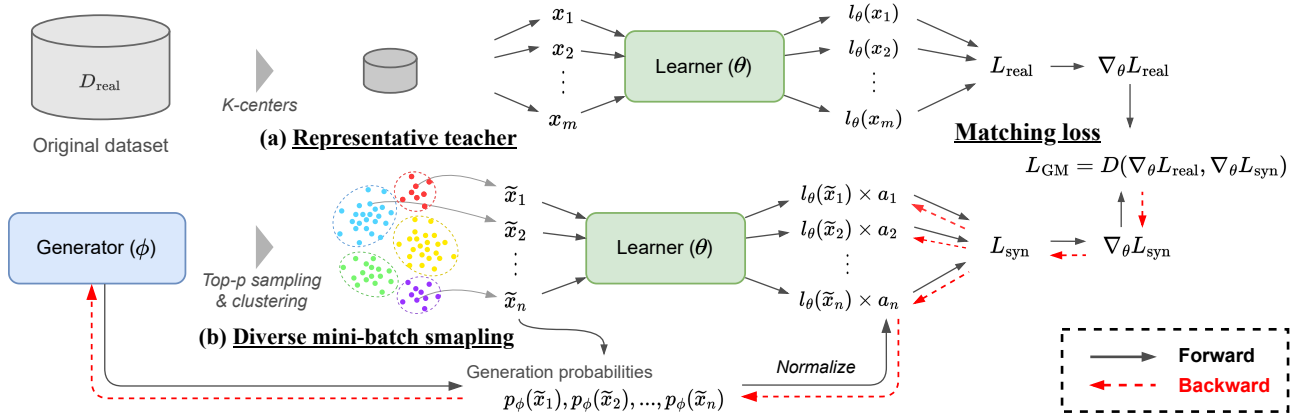 D_real
Original dataset
K-centers
(a) Representative teacher
x_1
x_2
⋮
x_m
Learner (θ)
l_θ(x_1)
l_θ(x_2)
⋮
l_θ(x_m)
L_real
∇_θ L_real
Matching loss
L_GM = D(∇_θ L_real, ∇_θ L_syn)
Generator (ϕ)
Top-p sampling
& clustering
(b) Diverse mini-batch smapling
x̃_1
x̃_2
⋮
x̃_n
Learner (θ)
l_θ(x̃_1) × a_1
l_θ(x̃_2) × a_2
⋮
l_θ(x̃_n) × a_n
L_syn
∇_θ L_syn
Generation probabilities
p_ϕ(x̃_1), p_ϕ(x̃_2), ..., p_ϕ(x̃_n)
Normalize
Forward
Backward